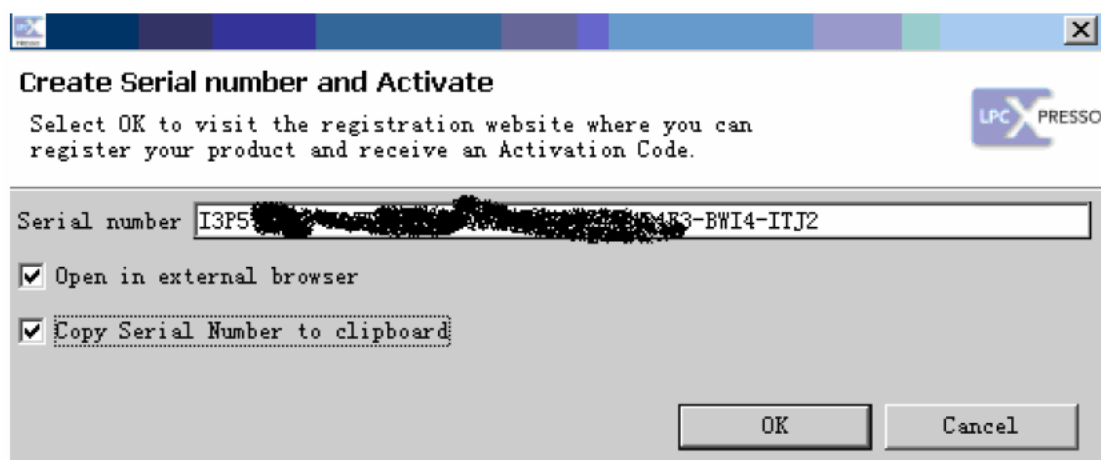 Create Serial number and Activate
Select OK to visit the registration website where you can
register your product and receive an Activation Code.
LPC XPRESSO
Serial number I3P5 3-BWI4-ITJ2
Open in external browser
Copy Serial Number to clipboard
OK Cancel